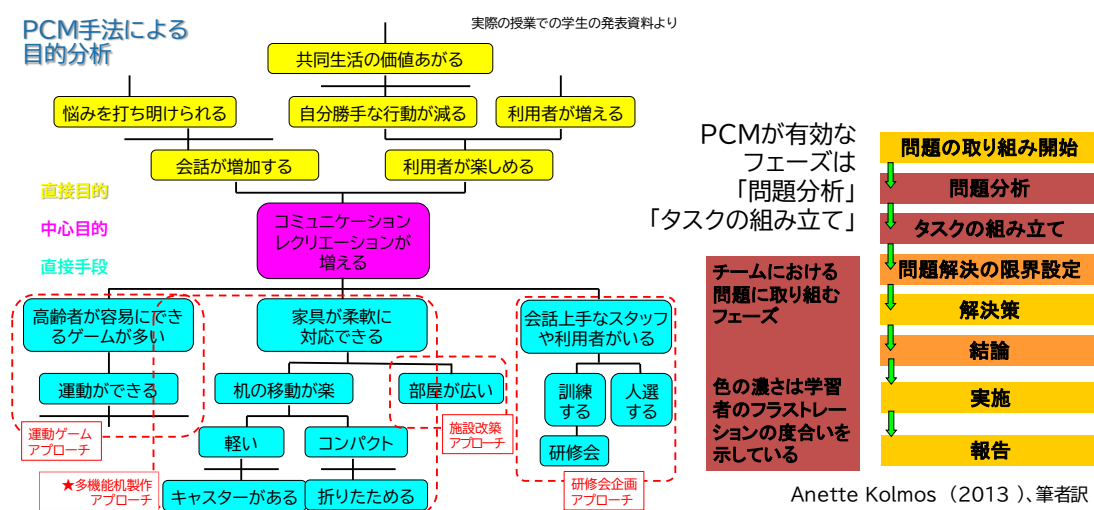 PCM手法による
目的分析
実際の授業での学生の発表資料より
共同生活の価値あがる
悩みを打ち明けられる
自分勝手な行動が減る
利用者が増える
会話が増加する
利用者が楽しめる
直接目的
中心目的
直接手段
コミュニケーション
レクリエーションが
増える
高齢者が容易にでき
るゲームが多い
家具が柔軟に
対応できる
会話上手なスタッフ
や利用者がいる
運動ができる
机の移動が楽
部屋が広い
訓練
する
人選
する
運動ゲーム
アプローチ
軽い
コンパクト
施設改築
アプローチ
研修会
★多機能机製作
アプローチ
キャスターがある
折りたためる
研修会企画
アプローチ
PCMが有効な
フェーズは
「問題分析」
「タスクの組み立て」
チームにおける
問題に取り組む
フェーズ
色の濃さは学習
者のフラストレー
ションの度合いを
示している
問題の取り組み開始
問題分析
タスクの組み立て
問題解決の限界設定
解決策
結論
実施
報告
Anette Kolmos （2013 ）、筆者訳